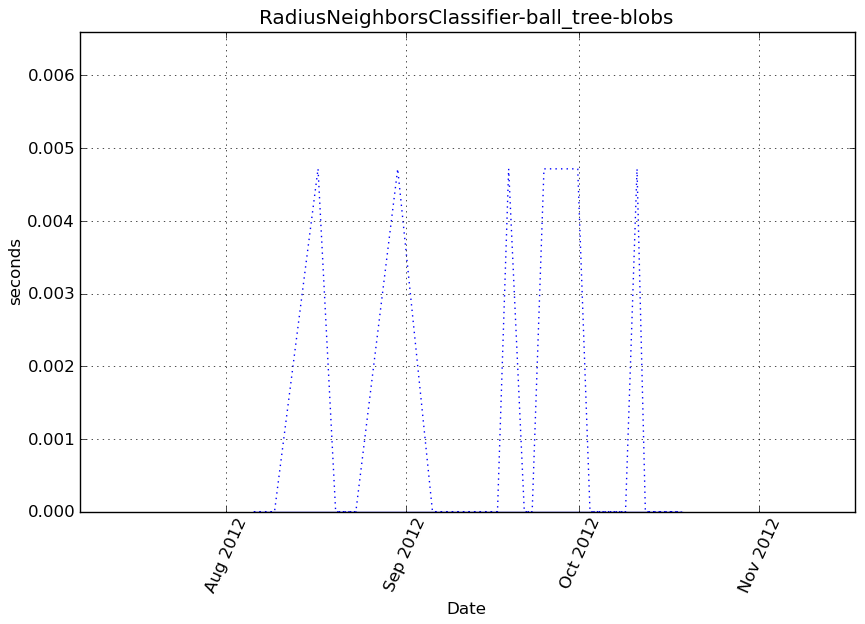 RadiusNeighborsClassifier-ball_tree-blobs
0.006
0.005
0.004
0.003
0.002
0.001
0.000
seconds
Aug 2012
Sep 2012
Oct 2012
Nov 2012
Date